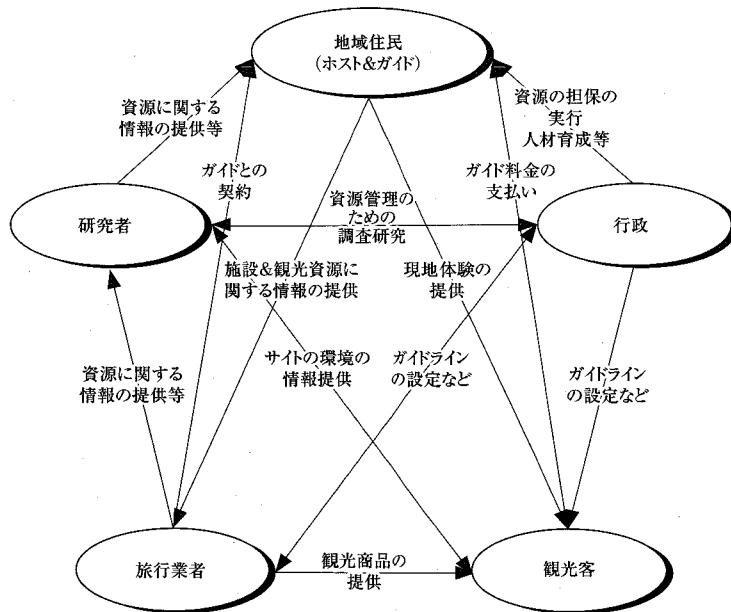 地域住民
(ホスト&ガイド)
資源に関する
情報の提供等
資源の担保の
実行
人材育成等
ガイドとの
契約
ガイド料金の
支払い
資源管理の
ための
調査研究
研究者
行政
施設&観光資源に
関する情報の提供
現地体験の
提供
サイトの環境の
情報提供
ガイドライン
の設定など
資源に関する
情報の提供等
ガイドライン
の設定など
旅行業者
観光商品の
提供
観光客